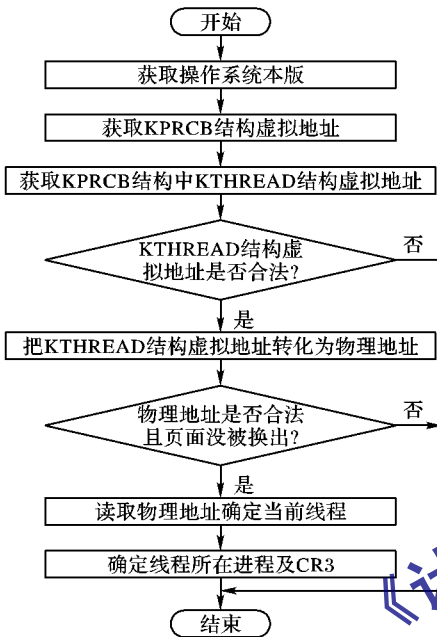 开始
获取操作系统本版
获取KPRCB结构虚拟地址
获取KPRCB结构中KTHREAD结构虚拟地址
KTHREAD结构虚
拟地址是否合法?
否
是
把KTHREAD结构虚拟地址转化为物理地址
物理地址是否合法
且页面没被换出?
否
是
读取物理地址确定当前线程
确定线程所在进程及CR3
结束